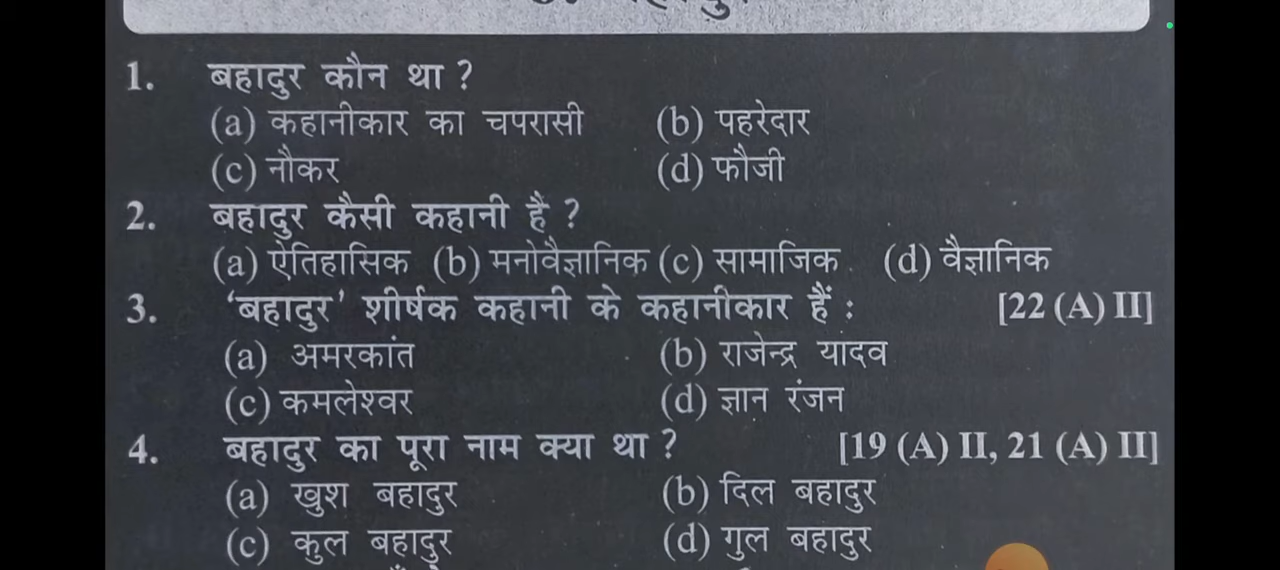 1. बहादुर कौन था ?
(a) कहानीकार का चपरासी (b) पहरेदार
(c) नौकर (d) फौजी
2. बहादुर कैसी कहानी है ?
(a) ऐतिहासिक (b) मनोवैज्ञानिक (c) सामाजिक (d) वैज्ञानिक
3. 'बहादुर' शीर्षक कहानी के कहानीकार हैं : [22 (A) II]
(a) अमरकांत (b) राजेन्द्र यादव
(c) कमलेश्वर (d) ज्ञान रंजन
4. बहादुर का पूरा नाम क्या था ? [19 (A) II, 21 (A) II]
(a) खुश बहादुर (b) दिल बहादुर
(c) कुल बहादुर (d) गुल बहादुर